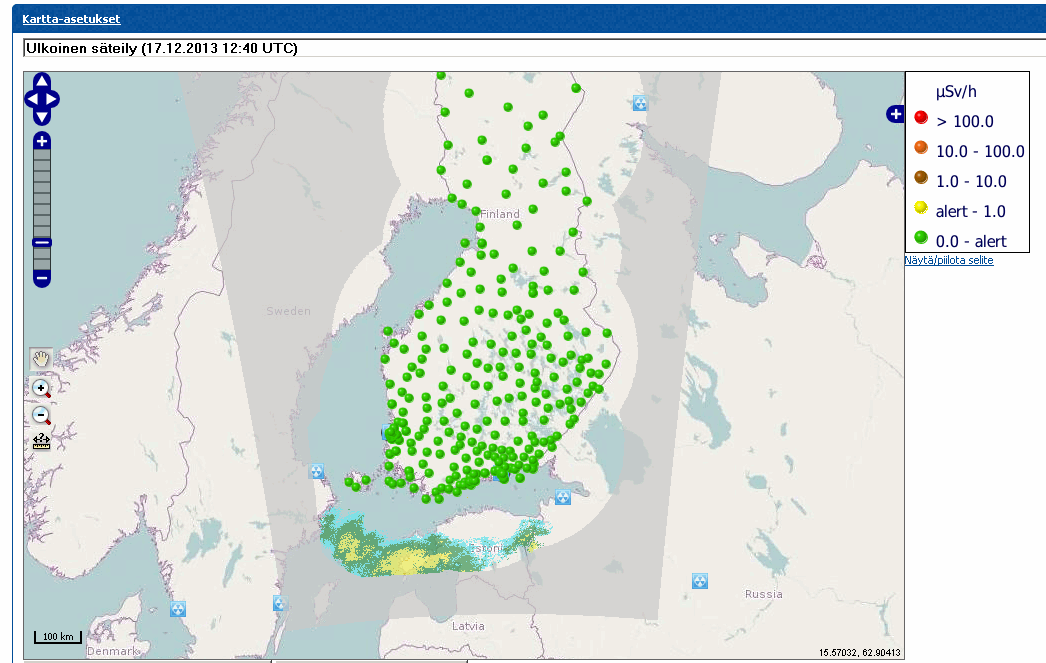 Kartta-asetukset
Ulkoinen säteily (17.12.2013 12:40 UTC)
µSv/h
> 100.0
10.0 - 100.0
1.0 - 10.0
alert - 1.0
0.0 - alert
Näytä/piilota selite
Finland
Sweden
Estonia
Russia
Latvia
Denmark
100 km
15.57032, 62.90413